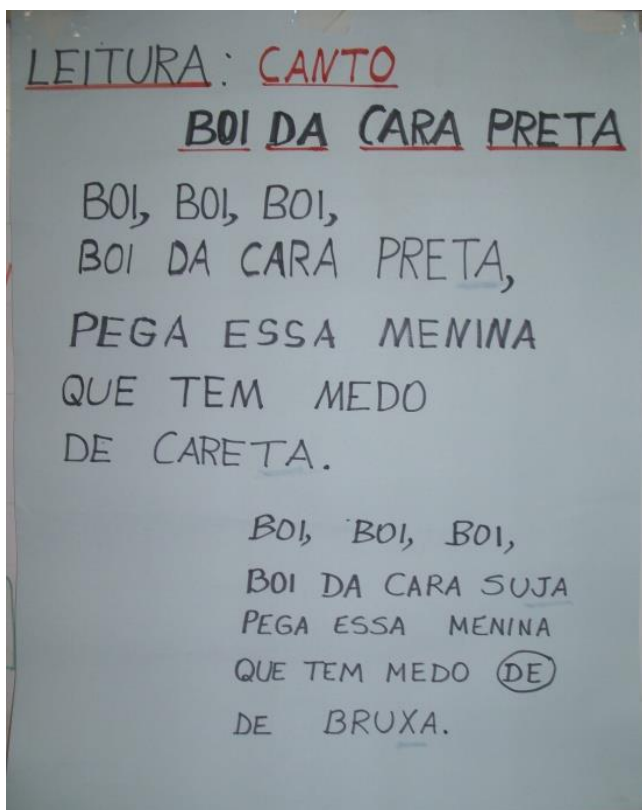 LEITURA: CANTO
BOI DA CARA PRETA
BOI, BOI, BOI,
BOI DA CARA PRETA,
PEGA ESSA MENINA
QUE TEM MEDO
DE CARETA.
BOI, BOI, BOI,
BOI DA CARA SUJA
PEGA ESSA MENINA
QUE TEM MEDO DE
DE BRUXA.